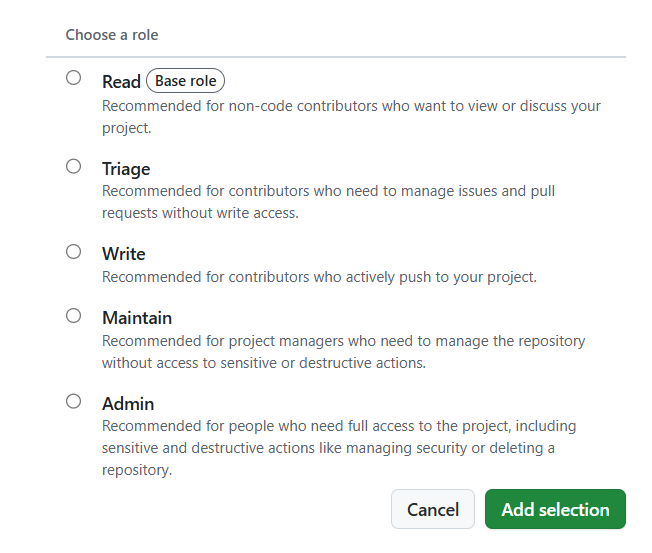 Choose a role
Read Base role
Recommended for non-code contributors who want to view or discuss your
project.
Triage
Recommended for contributors who need to manage issues and pull
requests without write access.
Write
Recommended for contributors who actively push to your project.
Maintain
Recommended for project managers who need to manage the repository
without access to sensitive or destructive actions.
Admin
Recommended for people who need full access to the project, including
sensitive and destructive actions like managing security or deleting a
repository.
Cancel Add selection